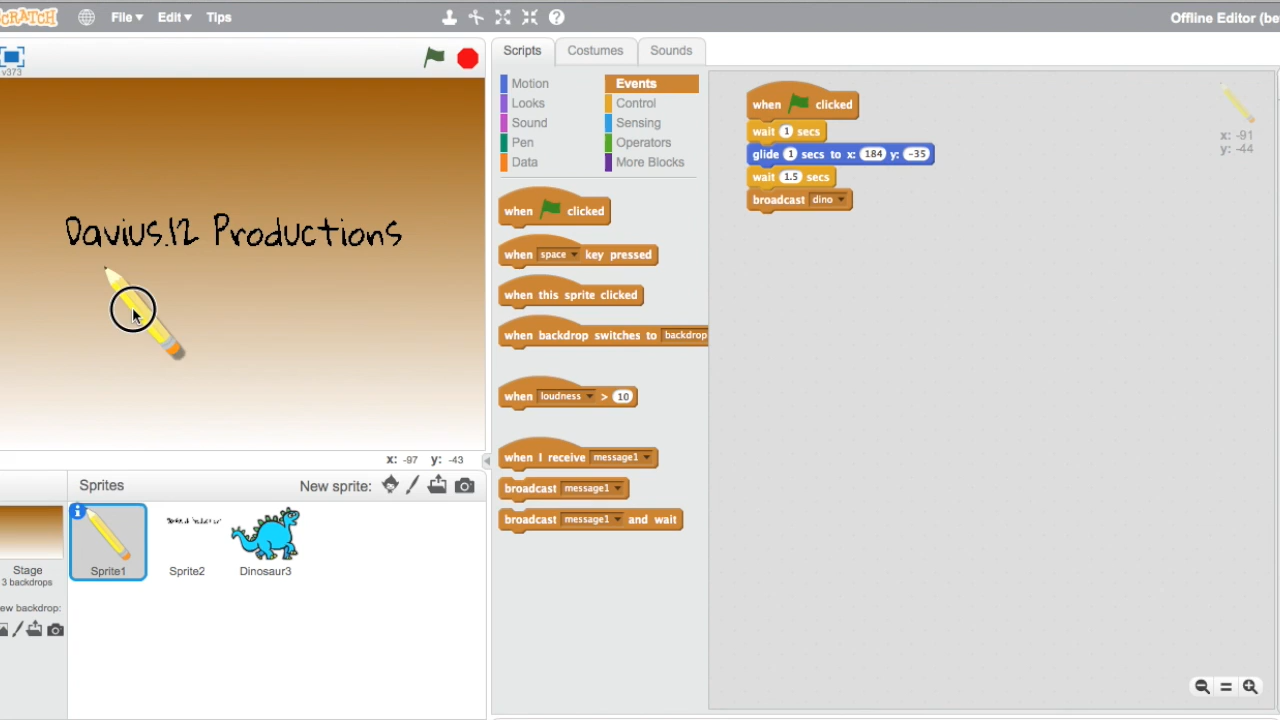 SCRATCH File Edit Tips Offline Editor (be
v373
Scripts Costumes Sounds
Motion Events
Looks Control
Sound Sensing
Pen Operators
Data More Blocks
when clicked
when space key pressed
when this sprite clicked
when backdrop switches to backdrop
when loudness > 10
when I receive message1
broadcast message1
broadcast message1 and wait
when clicked
wait 1 secs
glide 1 secs to x: 184 y: -35
wait 1.5 secs
broadcast dino
x: -91
y: -44
Davius.12 Productions
x: -97 y: -43
Sprites New sprite:
Stage
3 backdrops
ew backdrop:
Sprite1 Sprite2 Dinosaur3